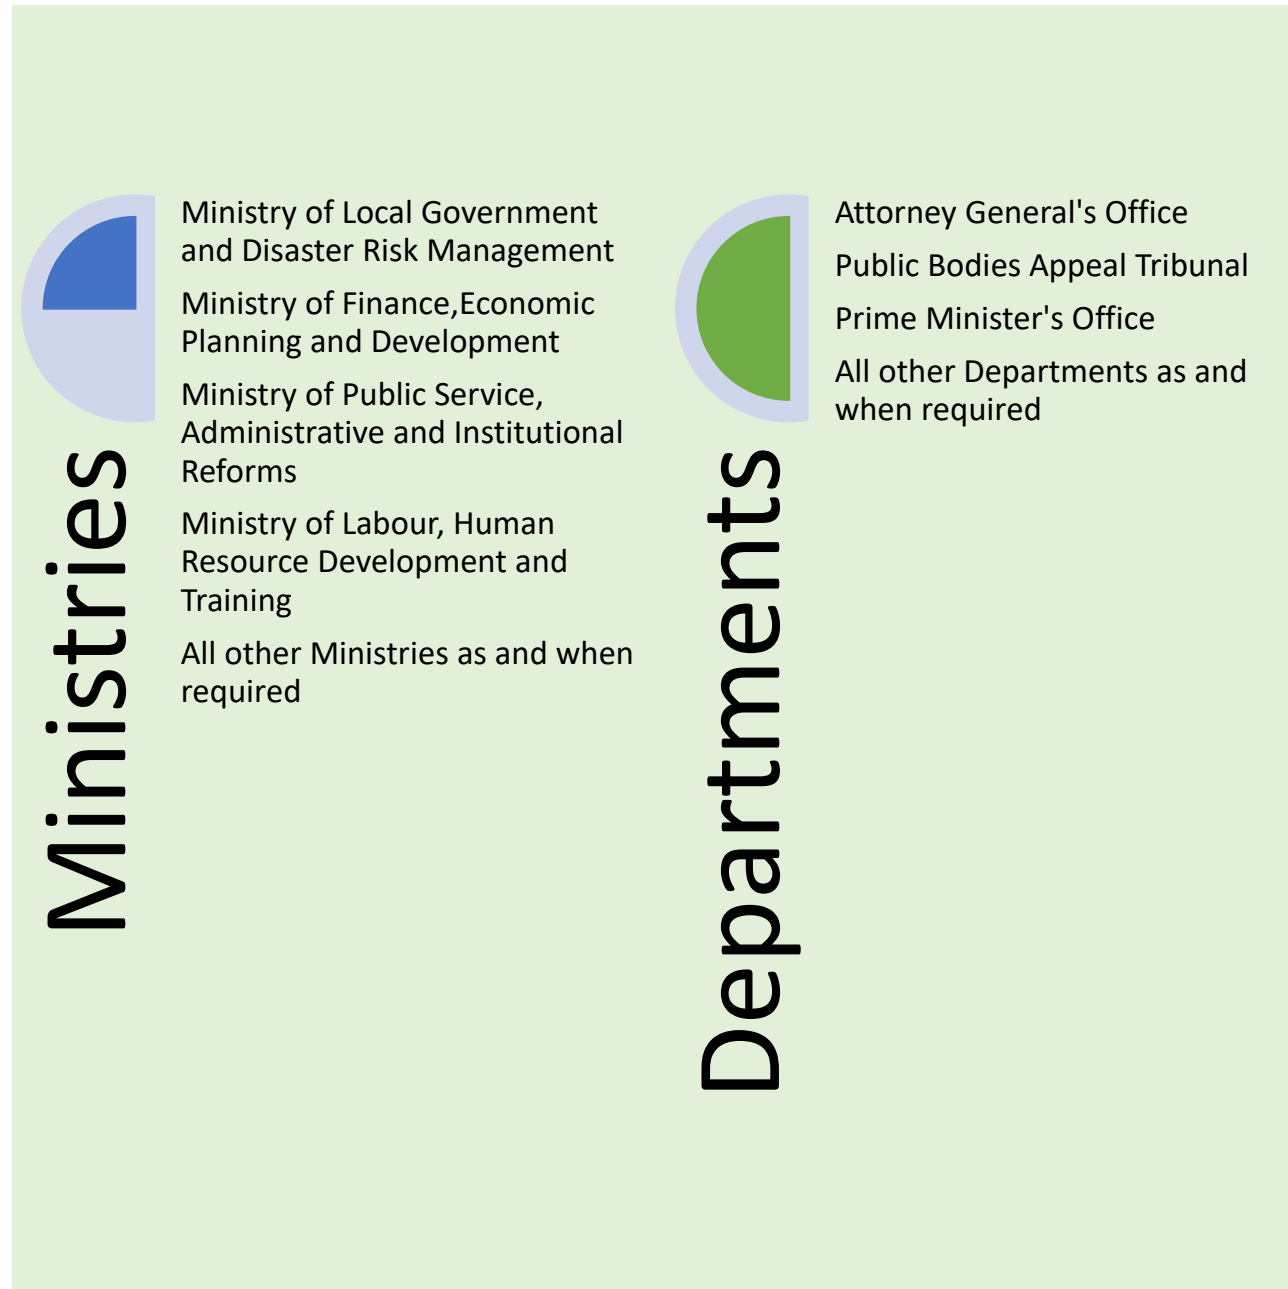 Ministries
Ministry of Local Government
and Disaster Risk Management
Ministry of Finance,Economic
Planning and Development
Ministry of Public Service,
Administrative and Institutional
Reforms
Ministry of Labour, Human
Resource Development and
Training
All other Ministries as and when
required
Departments
Attorney General's Office
Public Bodies Appeal Tribunal
Prime Minister's Office
All other Departments as and
when required